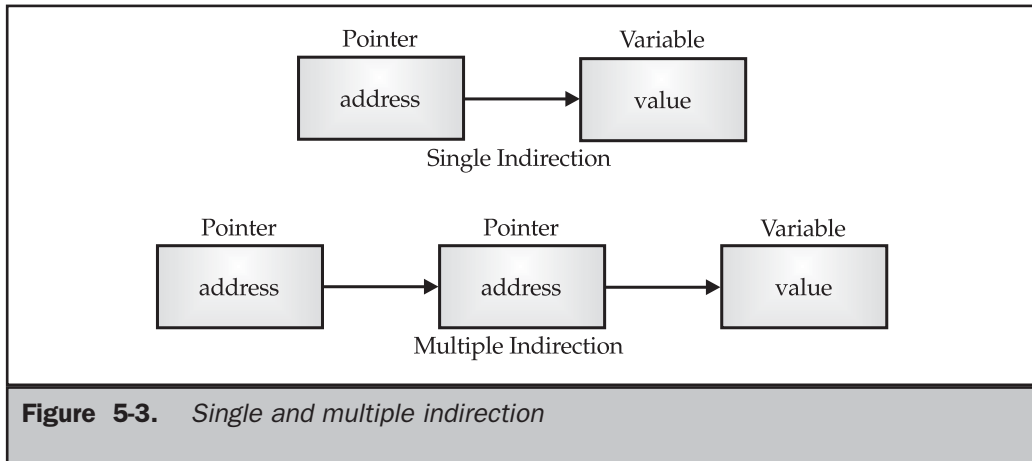 Pointer Variable
address value
Single Indirection
Pointer Pointer Variable
address address value
Multiple Indirection
Figure 5-3. Single and multiple indirection